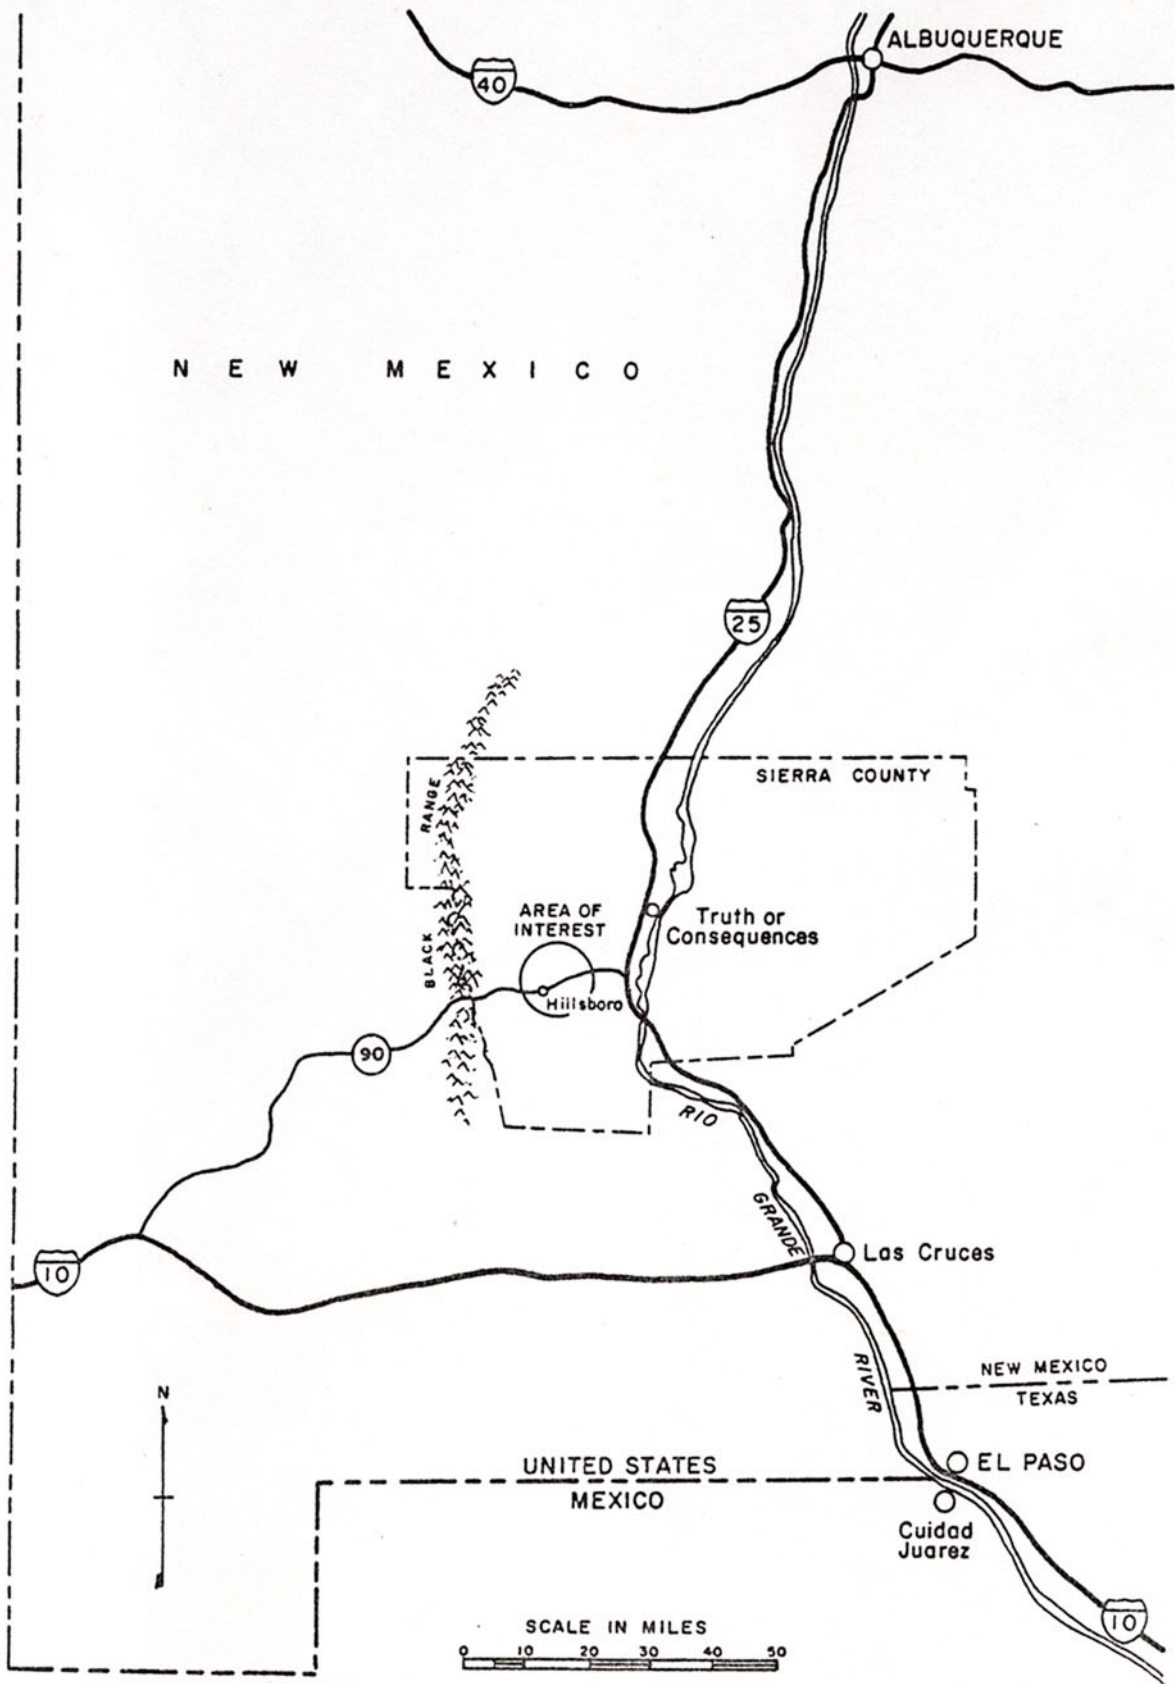 ALBUQUERQUE
40
NEW MEXICO
25
SIERRA COUNTY
BLACK RANGE
AREA OF
INTEREST
Truth or
Consequences
Hillsboro
90
RIO GRANDE RIVER
10
Las Cruces
N
NEW MEXICO
TEXAS
UNITED STATES
MEXICO
EL PASO
Cuidad
Juarez
10
SCALE IN MILES
0 10 20 30 40 50